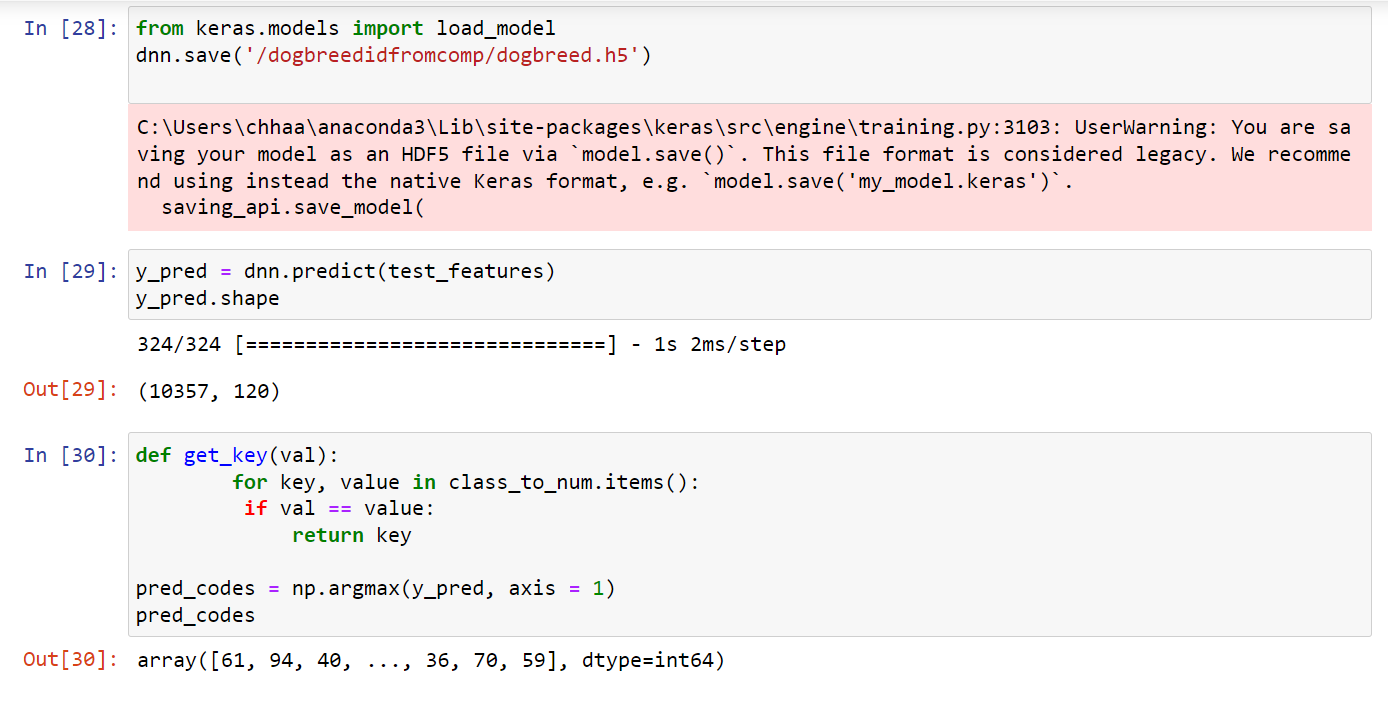 In [28]: from keras.models import load_model
dnn.save('/dogbreedidfromcomp/dogbreed.h5')
C:\Users\chhaa\anaconda3\Lib\site-packages\keras\src\engine\training.py:3103: UserWarning: You are sa
ving your model as an HDF5 file via `model.save()`. This file format is considered legacy. We recomme
nd using instead the native Keras format, e.g. `model.save('my_model.keras')`.
  saving_api.save_model(
In [29]: y_pred = dnn.predict(test_features)
y_pred.shape
324/324 [==============================] - 1s 2ms/step
Out[29]: (10357, 120)
In [30]: def get_key(val):
        for key, value in class_to_num.items():
         if val == value:
             return key
pred_codes = np.argmax(y_pred, axis = 1)
pred_codes
Out[30]: array([61, 94, 40, ..., 36, 70, 59], dtype=int64)